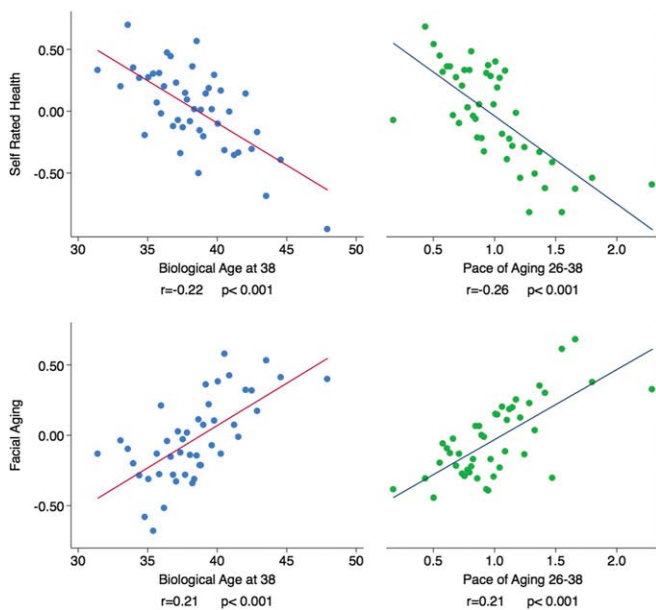 0.50
0.00
-0.50
Self Rated Health
30 35 40 45 50
Biological Age at 38
r=-0.22 p< 0.001
0.5 1.0 1.5 2.0
Pace of Aging 26-38
r=-0.26 p< 0.001
0.50
0.00
-0.50
Facial Aging
30 35 40 45 50
Biological Age at 38
r=0.21 p< 0.001
0.5 1.0 1.5 2.0
Pace of Aging 26-38
r=0.21 p< 0.001